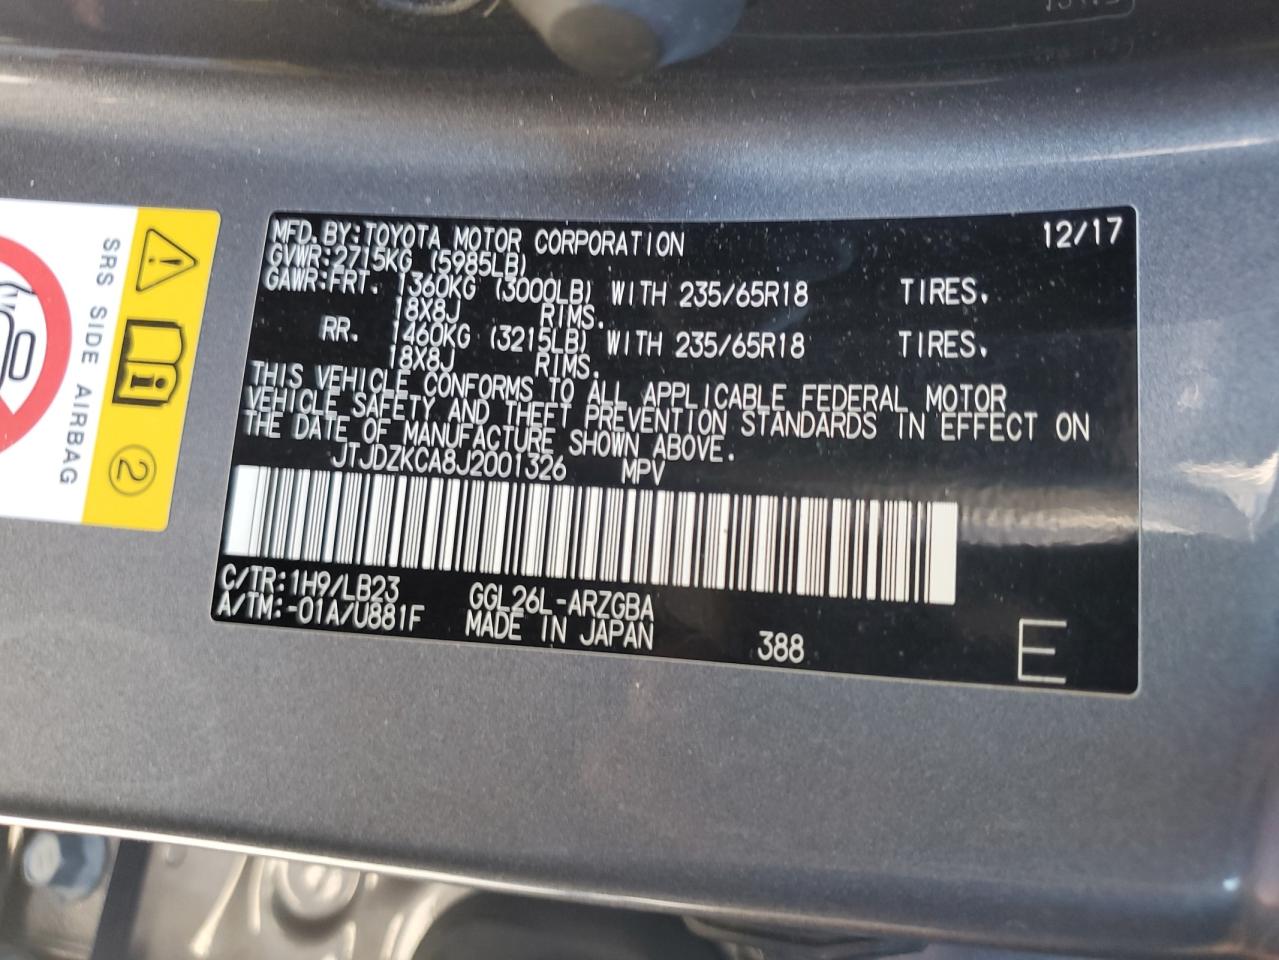 MFD. BY: TOYOTA MOTOR CORPORATION 12/17
GVWR: 2715KG (5985LB)
GAWR: FRT. 1360KG (3000LB) WITH 235/65R18 TIRES.
18X8J RIMS.
RR. 1460KG (3215LB) WITH 235/65R18 TIRES.
18X8J RIMS.
THIS VEHICLE CONFORMS TO ALL APPLICABLE FEDERAL MOTOR
VEHICLE SAFETY AND THEFT PREVENTION STANDARDS IN EFFECT ON
THE DATE OF MANUFACTURE SHOWN ABOVE.
JTJDZKCA8J2001326 MPV
C/TR: 1H9/LB23 GGL26L-ARZGBA
A/TM: -01A/U881F MADE IN JAPAN 388 E
SRS SIDE AIRBAG
2